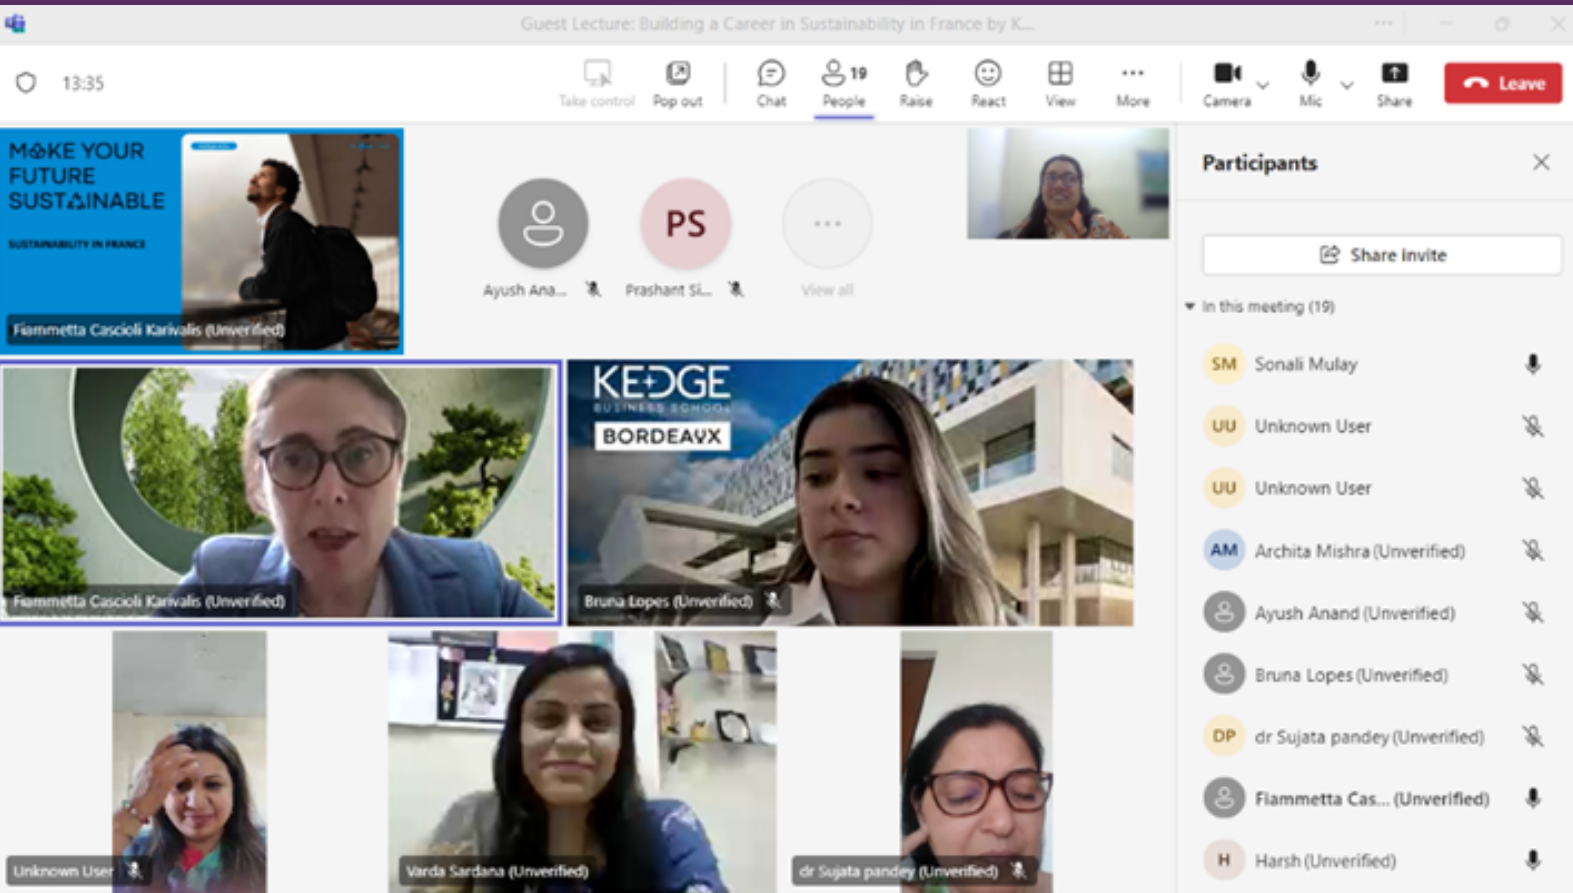 Guest Lecture: Building a Career in Sustainability in France by K...
13:35
Take control
Pop out
Chat
19
People
Raise
React
View
More
Camera
Mic
Share
Leave
MAKE YOUR
FUTURE
SUSTAINABLE
SUSTAINABILITY IN FRANCE
Fiammetta Cascioli Karivalis (Unverified)
Ayush Ana...
PS
Prashant Si...
View all
KEDGE
BUSINESS SCHOOL
BORDEAUX
Fiammetta Cascioli Karivalis (Unverified)
Bruna Lopes (Unverified)
Unknown User
Varda Sardana (Unverified)
dr Sujata pandey (Unverified)
Participants
Share invite
In this meeting (19)
SM Sonali Mulay
UU Unknown User
UU Unknown User
AM Archita Mishra (Unverified)
Ayush Anand (Unverified)
Bruna Lopes (Unverified)
DP dr Sujata pandey (Unverified)
Fiammetta Cas... (Unverified)
H Harsh (Unverified)